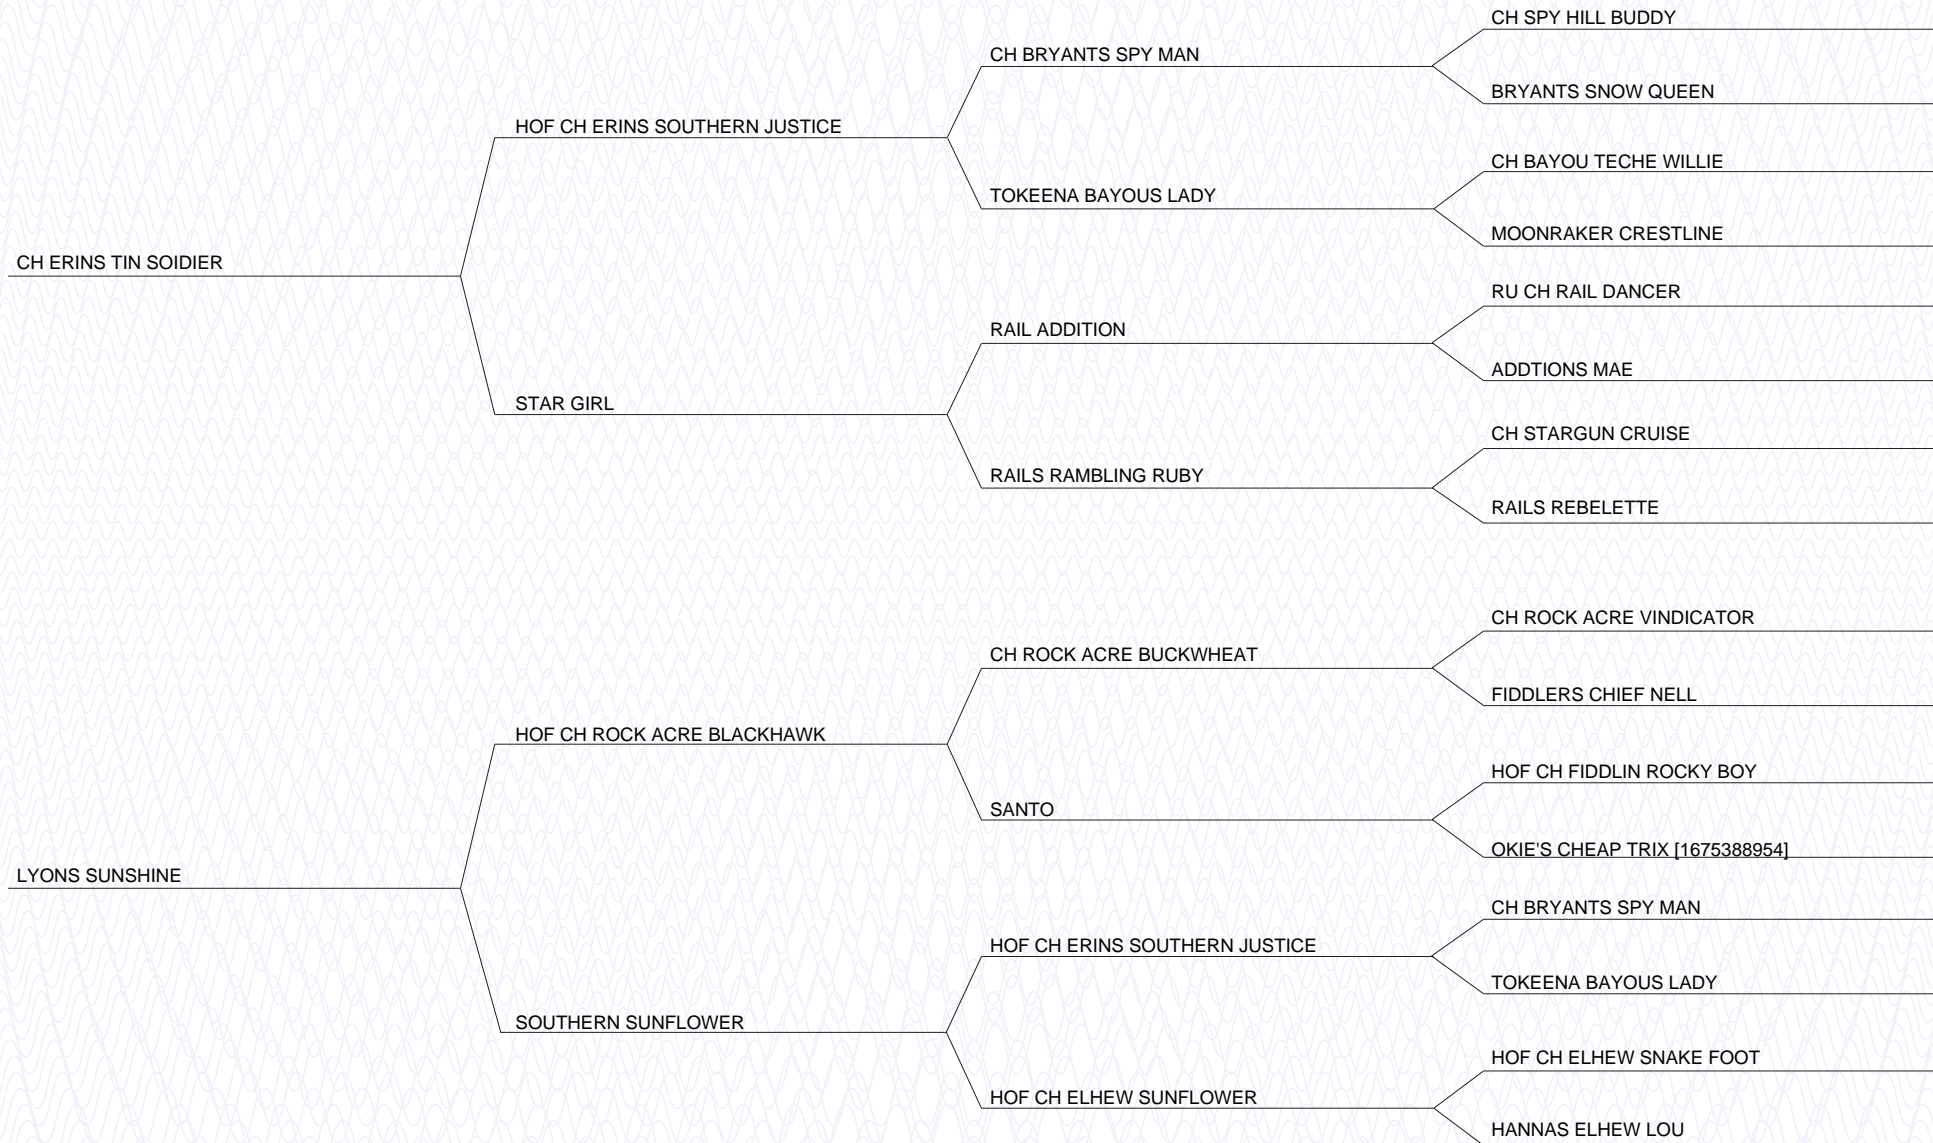 CH SPY HILL BUDDY
CH BRYANTS SPY MAN
BRYANTS SNOW QUEEN
HOF CH ERINS SOUTHERN JUSTICE
CH BAYOU TECHE WILLIE
TOKEENA BAYOUS LADY
MOONRAKER CRESTLINE
CH ERINS TIN SOIDIER
RU CH RAIL DANCER
RAIL ADDITION
ADDTIONS MAE
STAR GIRL
CH STARGUN CRUISE
RAILS RAMBLING RUBY
RAILS REBELETTE
CH ROCK ACRE VINDICATOR
CH ROCK ACRE BUCKWHEAT
FIDDLERS CHIEF NELL
HOF CH ROCK ACRE BLACKHAWK
HOF CH FIDDLIN ROCKY BOY
SANTO
OKIE'S CHEAP TRIX [1675388954]
LYONS SUNSHINE
CH BRYANTS SPY MAN
HOF CH ERINS SOUTHERN JUSTICE
TOKEENA BAYOUS LADY
SOUTHERN SUNFLOWER
HOF CH ELHEW SNAKE FOOT
HOF CH ELHEW SUNFLOWER
HANNAS ELHEW LOU